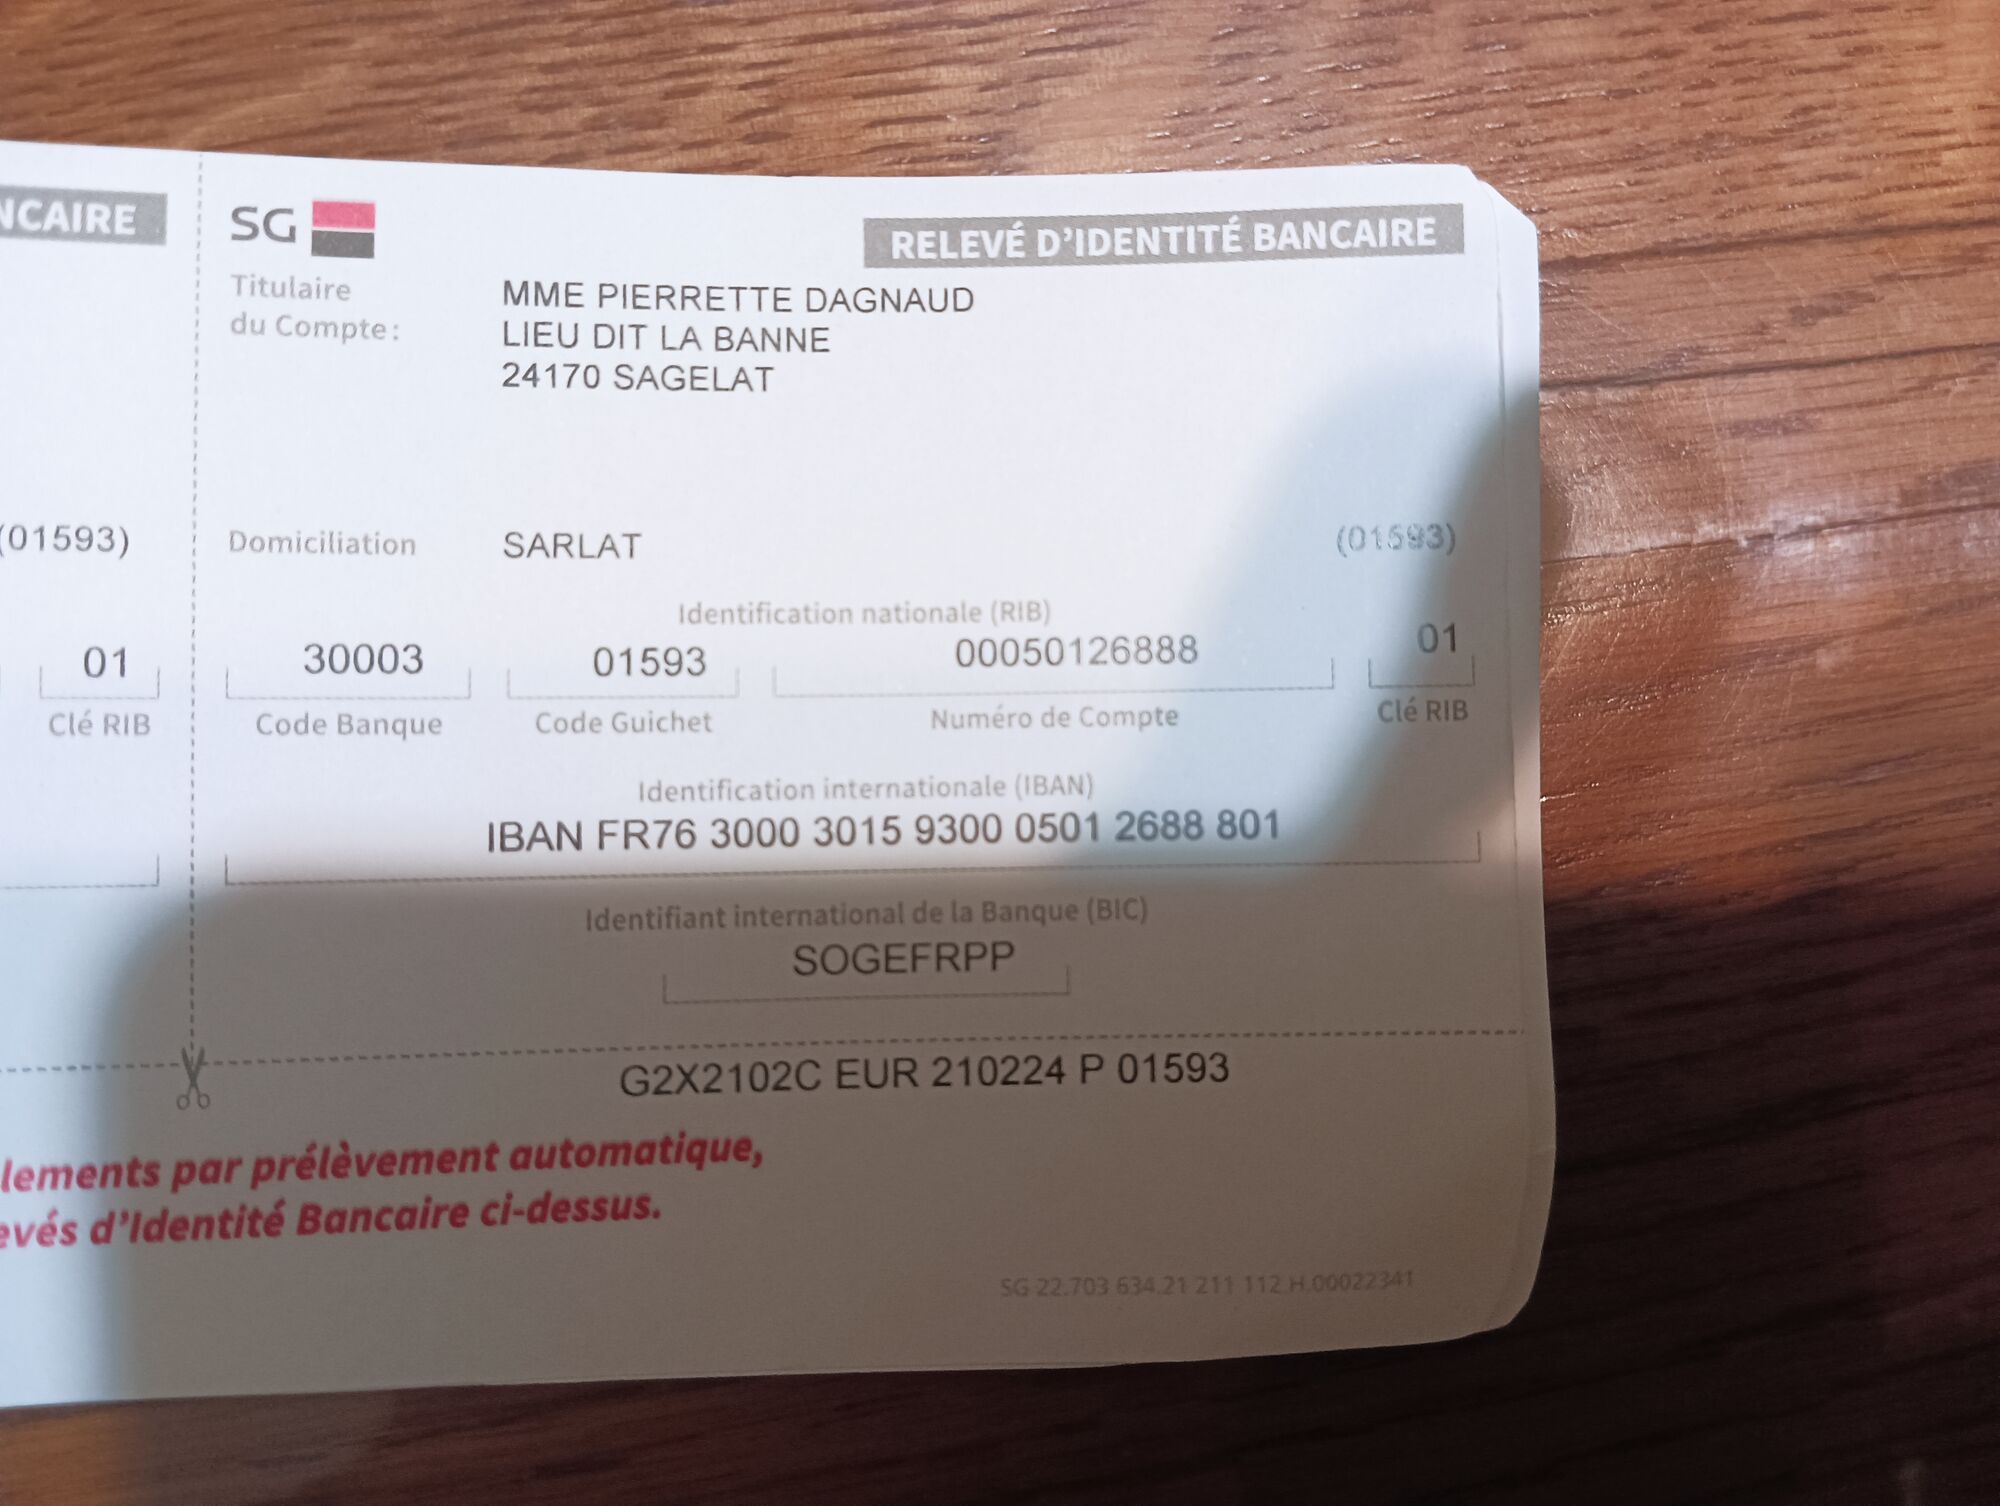 NCAIRE
SG
RELEVÉ D'IDENTITÉ BANCAIRE
Titulaire
du Compte :
MME PIERRETTE DAGNAUD
LIEU DIT LA BANNE
24170 SAGELAT
(01593)
Domiciliation
SARLAT
(01593)
Identification nationale (RIB)
01
30003
01593
00050126888
01
Clé RIB
Code Banque
Code Guichet
Numéro de Compte
Clé RIB
Identification internationale (IBAN)
IBAN FR76 3000 3015 9300 0501 2688 801
Identifiant international de la Banque (BIC)
SOGEFRPP
G2X2102C EUR 210224 P 01593
lements par prélèvement automatique,
evés d'Identité Bancaire ci-dessus.
SG 22.703 634.21 211 112 H.00022341